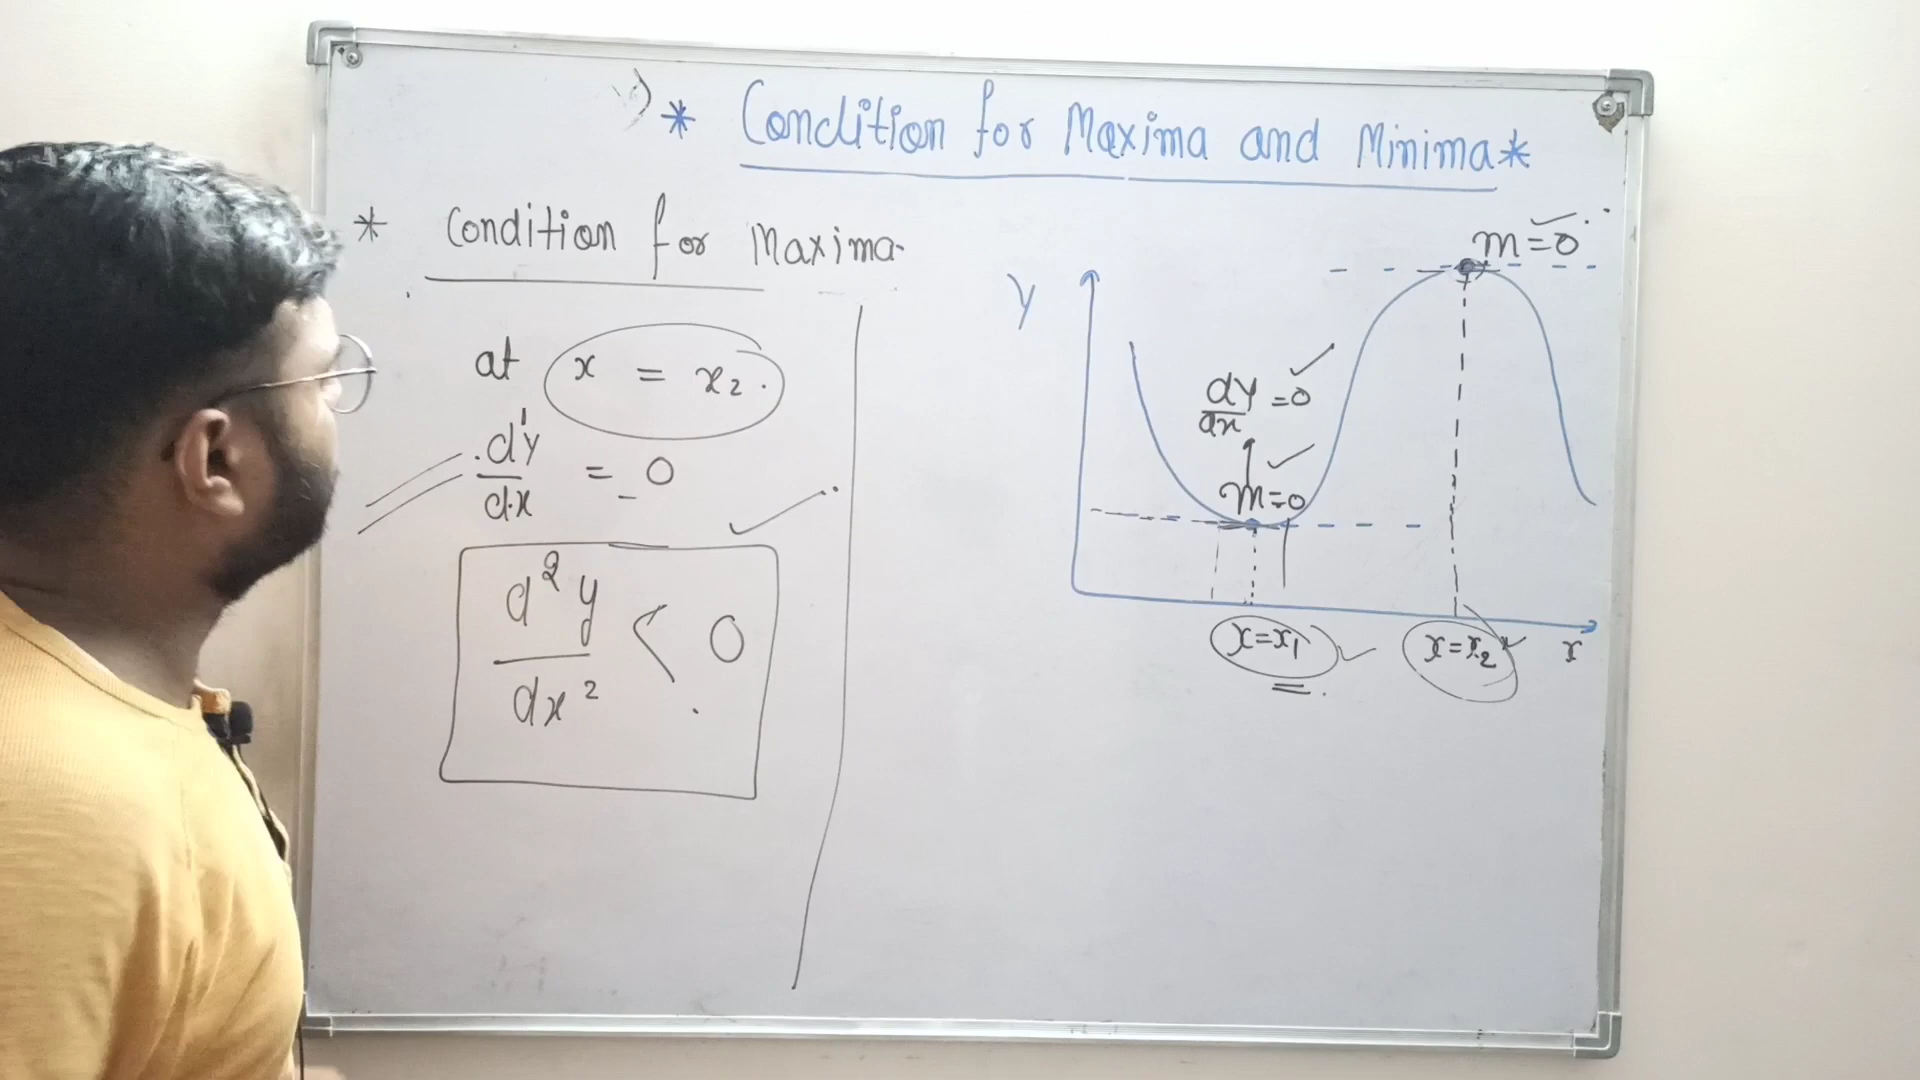 * Condition for Maxima and Minima *
* Condition for Maxima
at x = x₂.
dy/dx = 0
d²y/dx² < 0
m=0
Y
dy/dx = 0
m=0
x=x₁
x=x₂
x